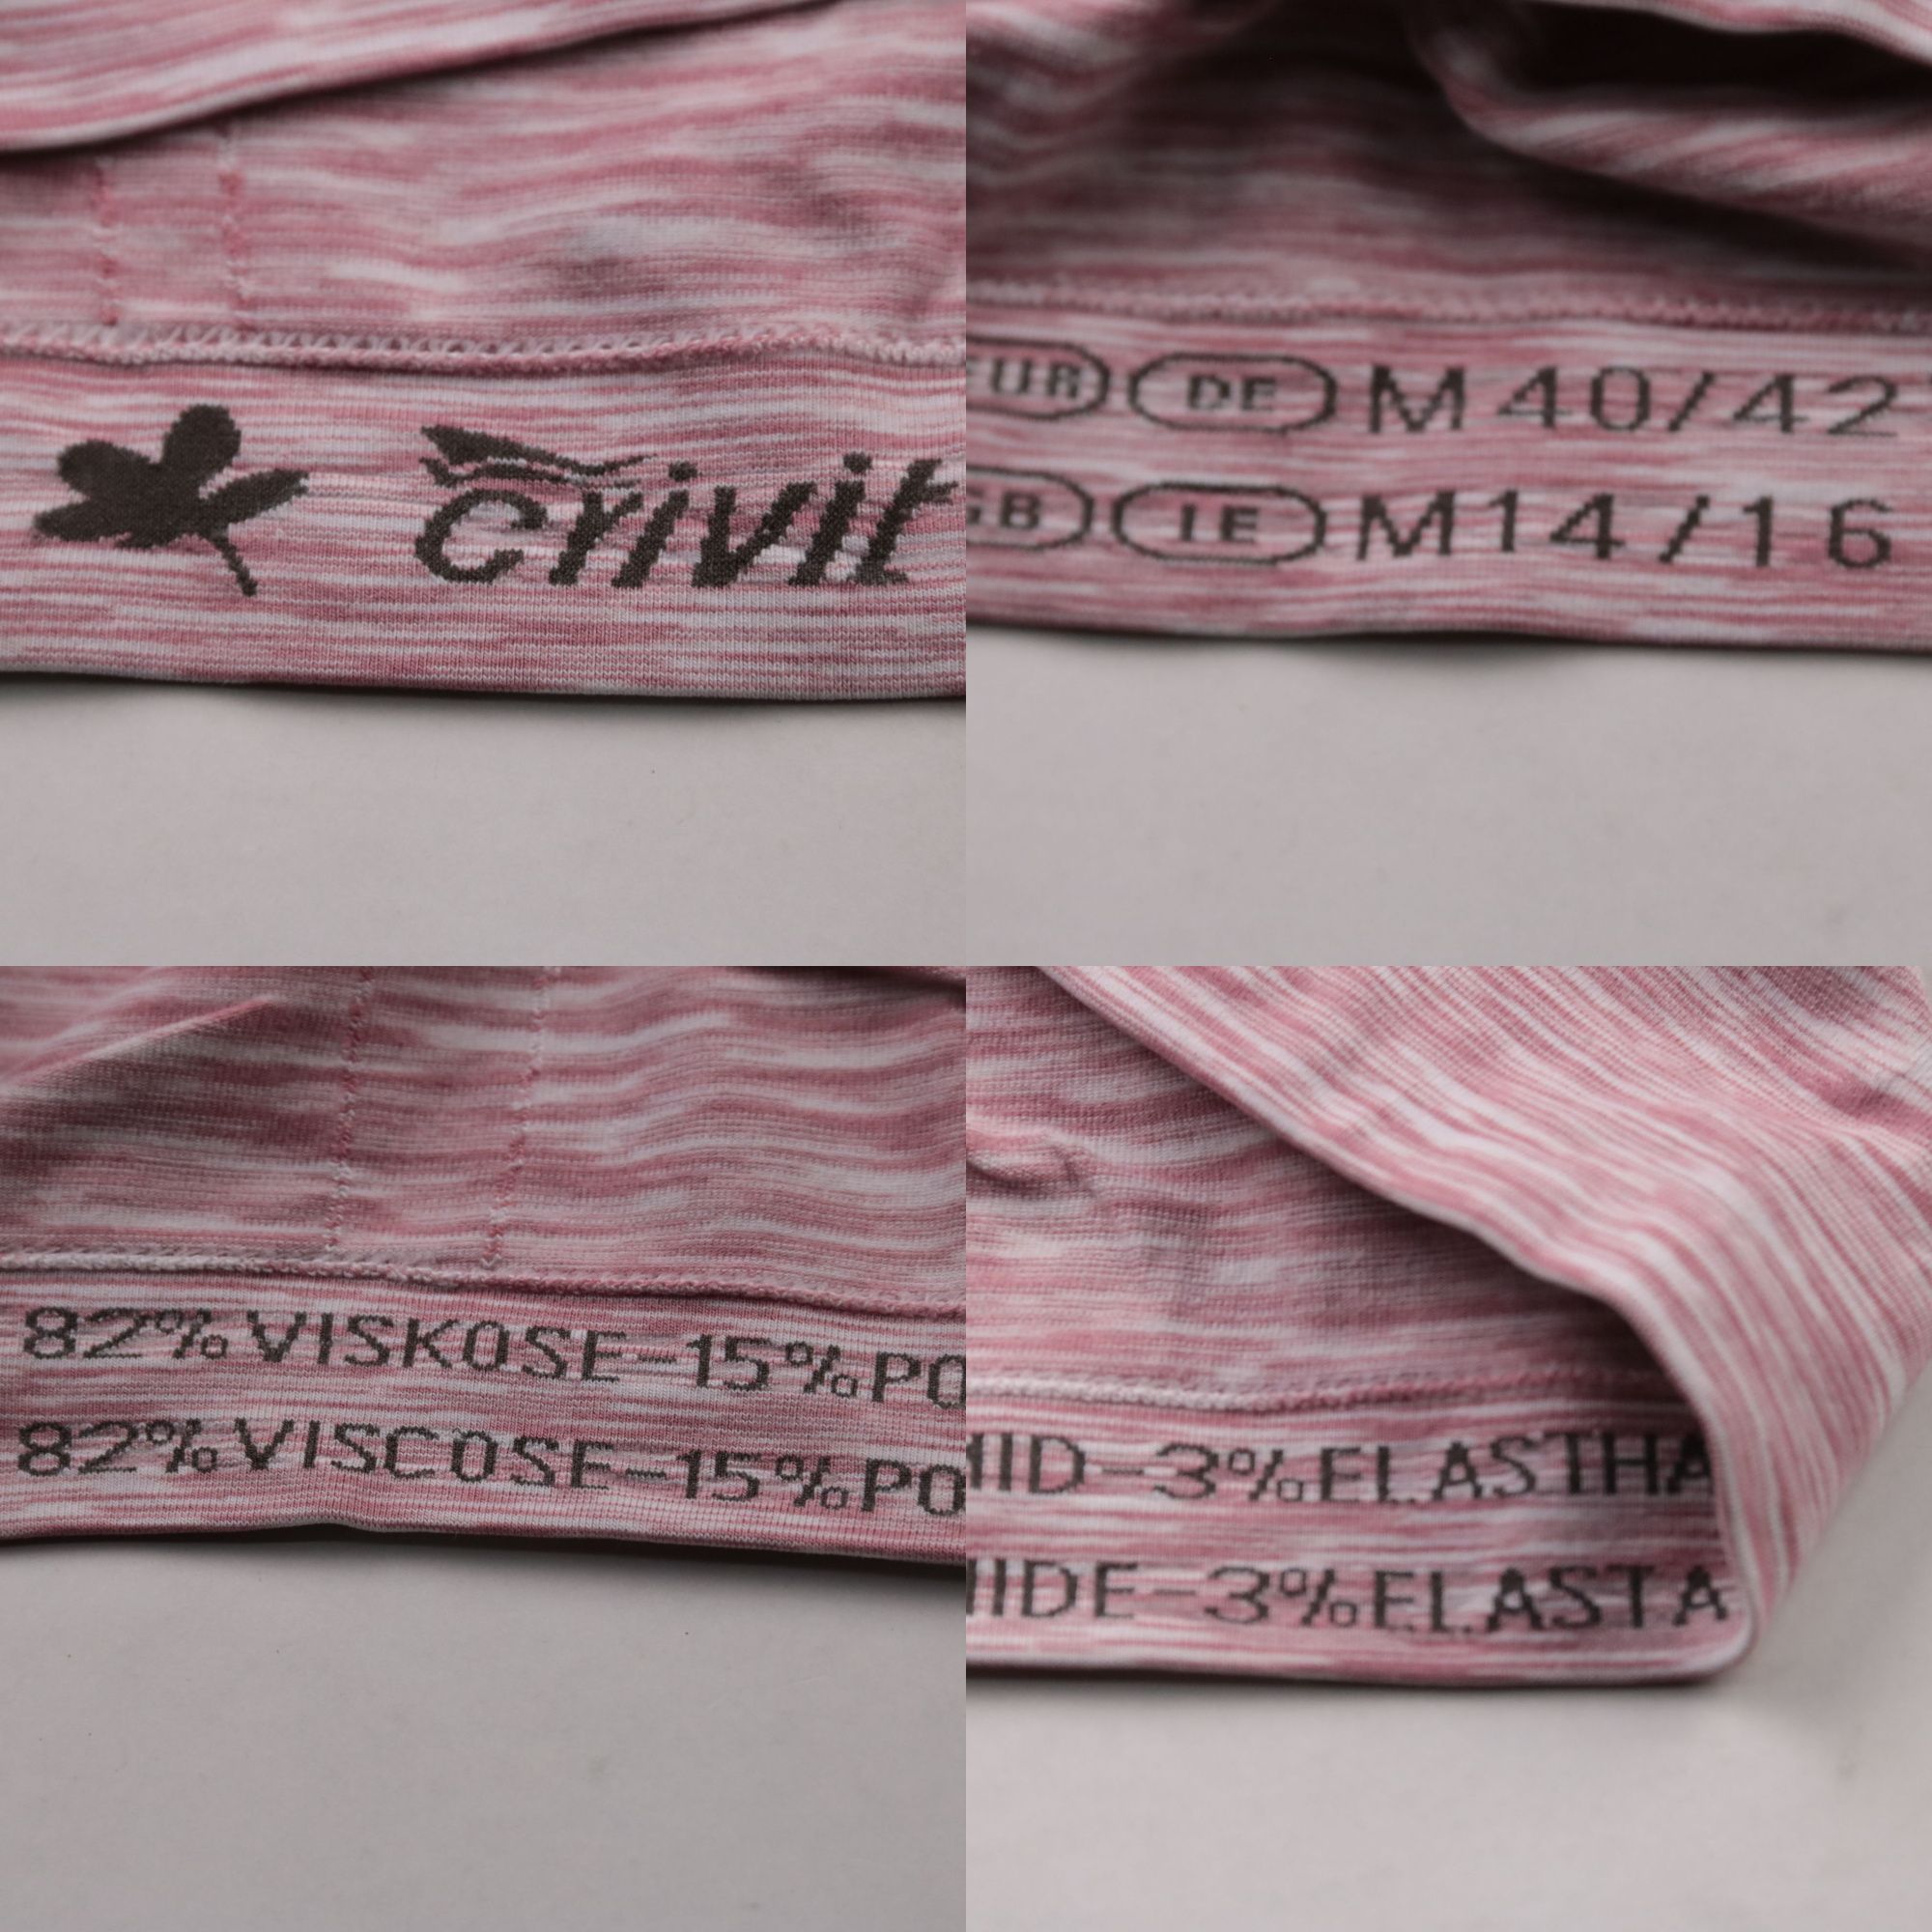 crivit
EUR DE M 40/42
GB IE M14/16
82%VISKOSE-15%PO
82%VISCOSE-15%PO
MID-3%ELASTHA
MIDE-3%ELASTA